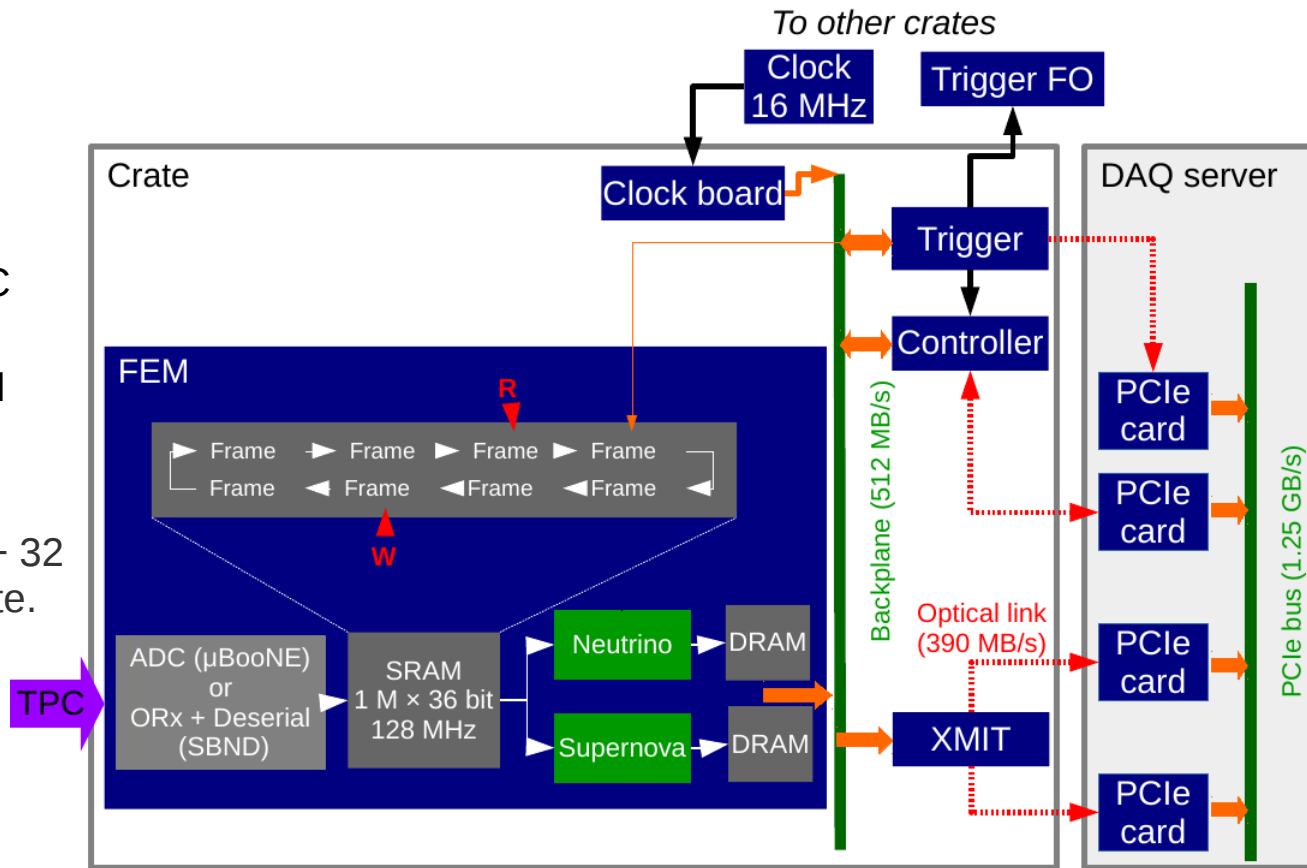 To other crates
Clock
16 MHz
Trigger FO
Crate
DAQ server
Clock board
Trigger
C
Controller
FEM
R
PCIe
card
Frame Frame Frame Frame
Frame Frame Frame Frame
W
PCIe
card
32
te.
Backplane (512 MB/s)
PCIe bus (1.25 GB/s)
Optical link
(390 MB/s)
ADC (μBooNE)
or
ORx + Deserial
(SBND)
SRAM
1 M × 36 bit
128 MHz
Neutrino
DRAM
PCIe
card
TPC
Supernova
DRAM
XMIT
PCIe
card